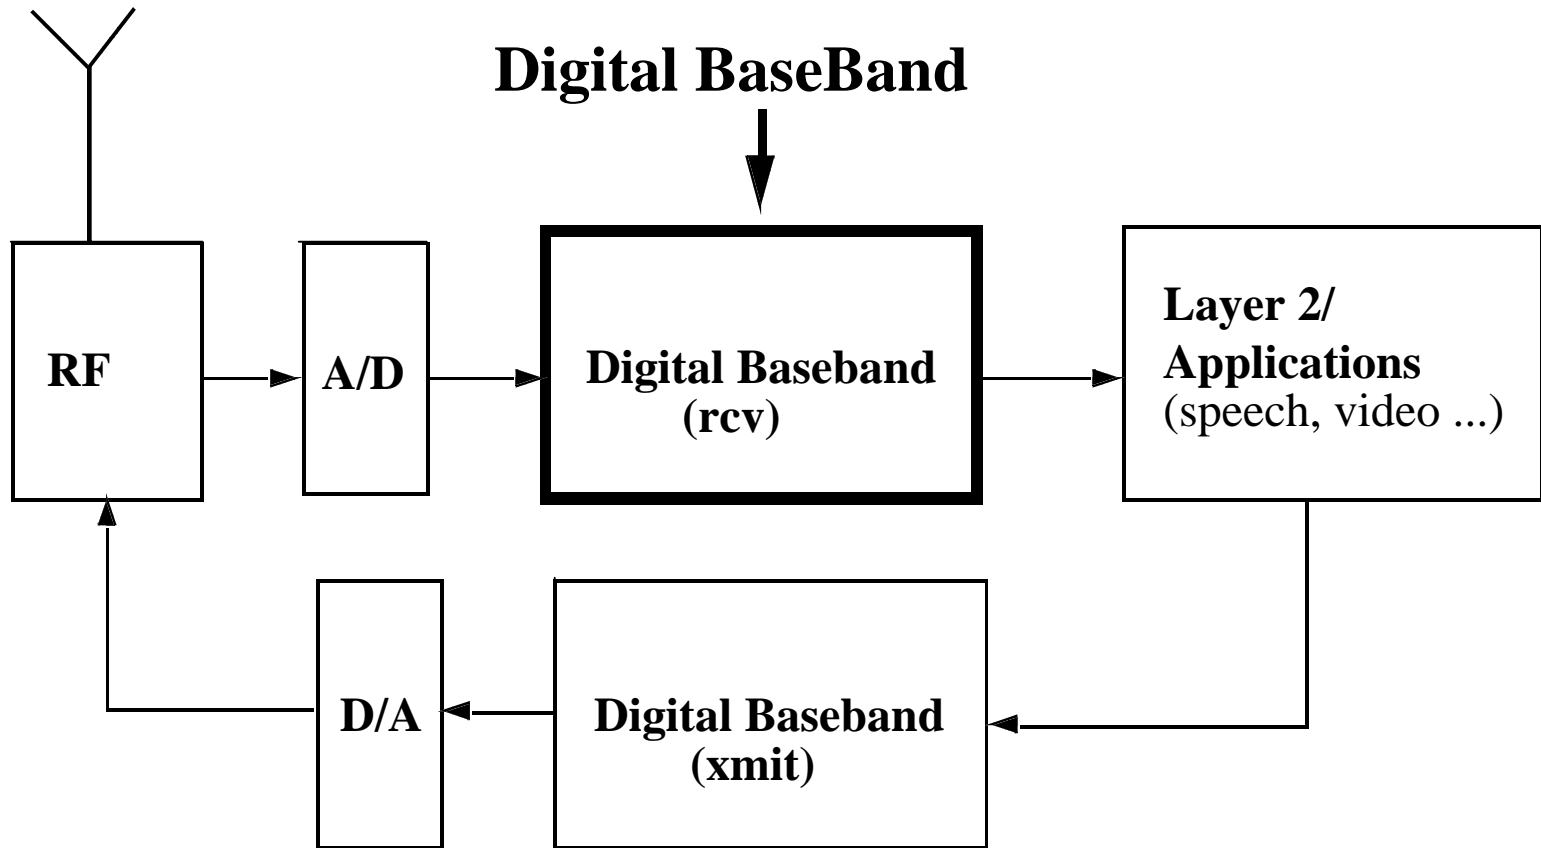 Digital BaseBand
RF
A/D
Digital Baseband
(rcv)
Layer 2/
Applications
(speech, video ...)
D/A
Digital Baseband
(xmit)